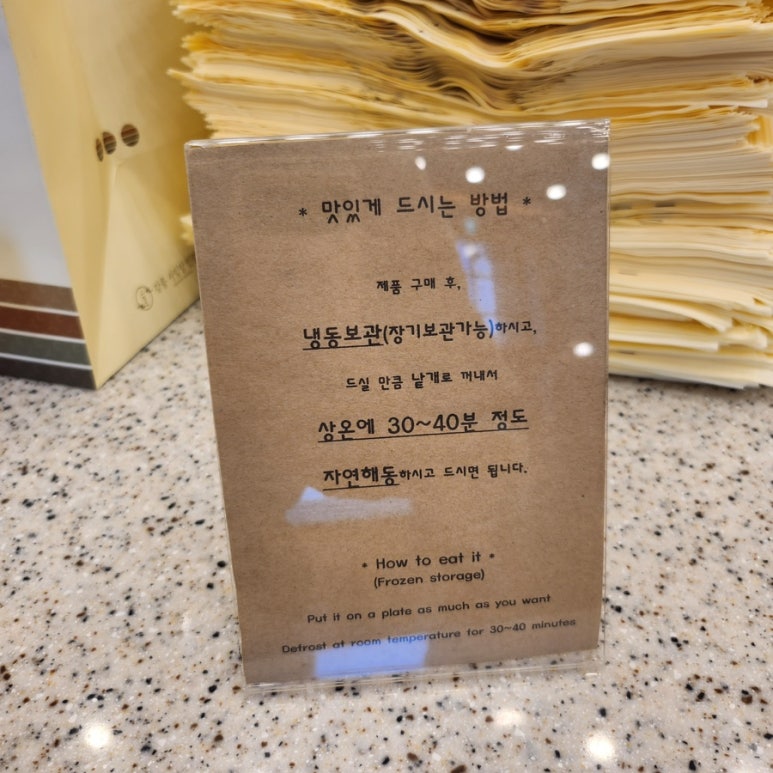 * 맛있게 드시는 방법 *
제품 구매 후,
냉동보관(장기보관가능)하시고,
드실 만큼 낱개로 꺼내서
상온에 30~40분 정도
자연해동하시고 드시면 됩니다.
* How to eat it *
(Frozen storage)
Put it on a plate as much as you want
Defrost at room temperature for 30~40 minutes